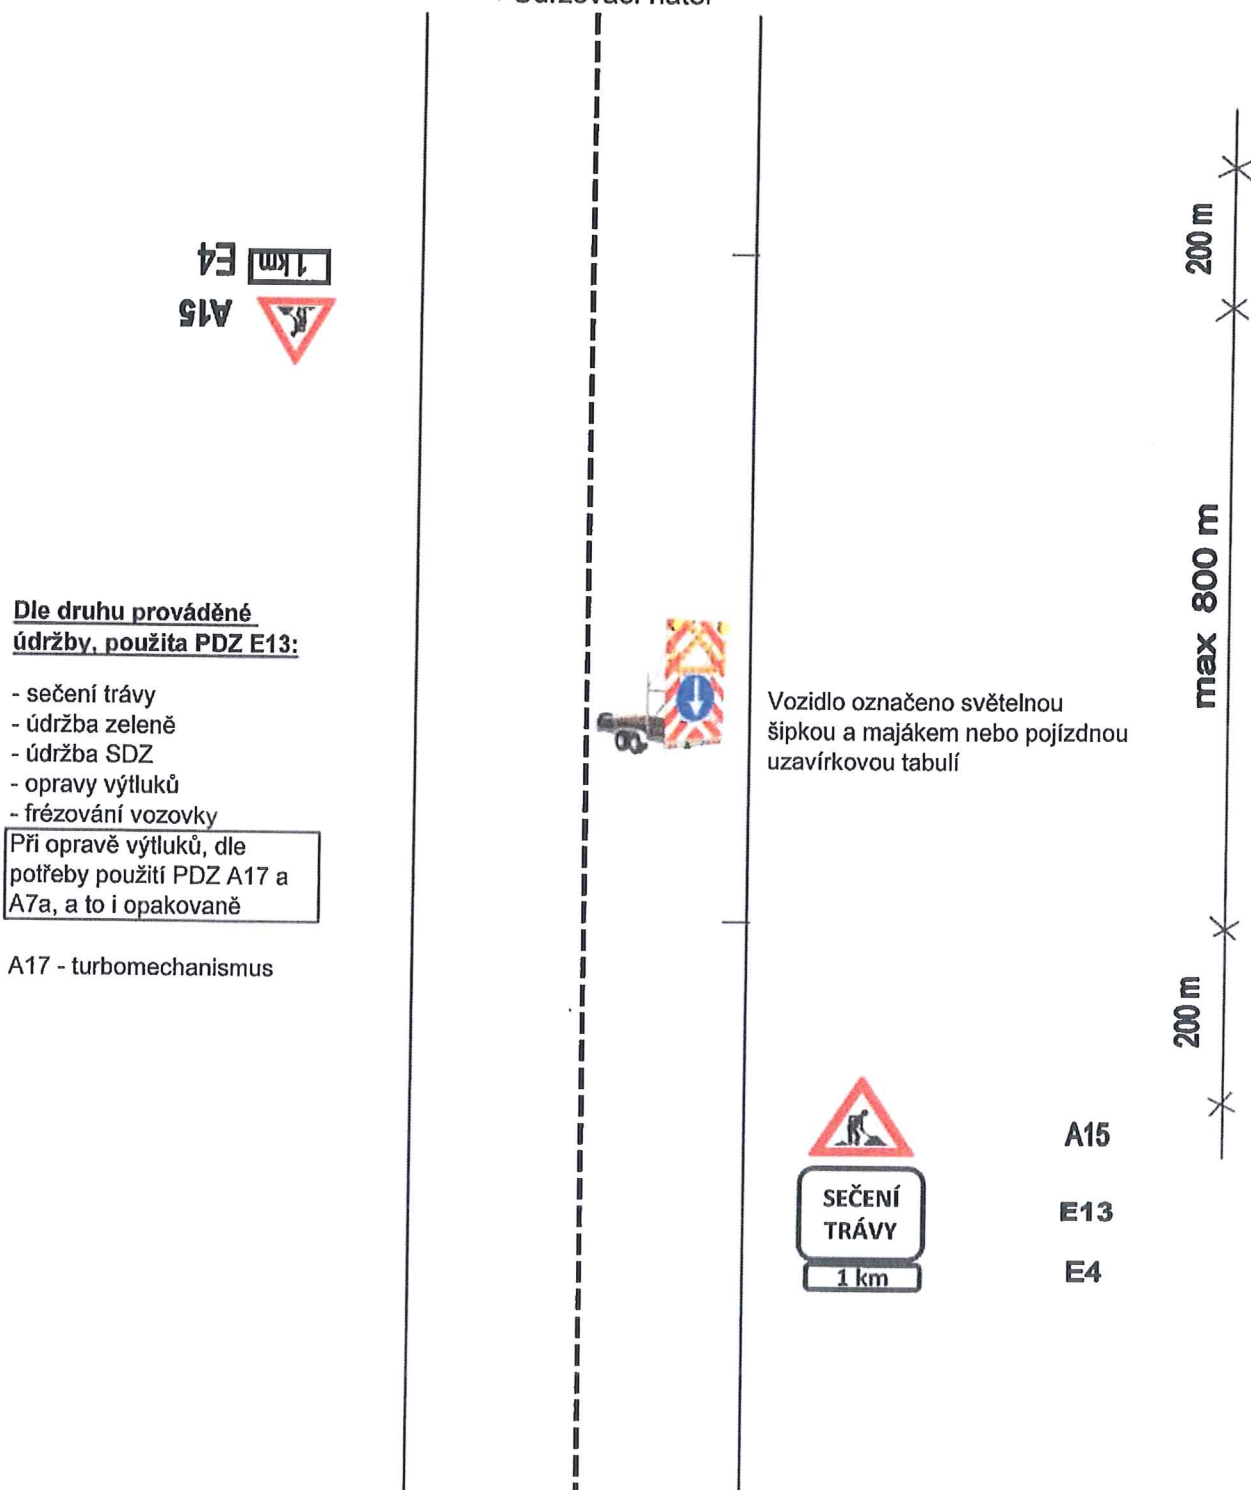 E4
1 km
A15
200 m
max 800 m
Dle druhu prováděné
údržby, použita PDZ E13:
- sečení trávy
- údržba zeleně
- údržba SDZ
- opravy výtluků
- frézování vozovky
Při opravě výtluků, dle
potřeby použití PDZ A17 a
A7a, a to i opakovaně
A17 - turbomechanismus
Vozidlo označeno světelnou
šipkou a majákem nebo pojízdnou
uzavírkovou tabulí
200 m
A15
SEČENÍ
TRÁVY
E13
1 km
E4